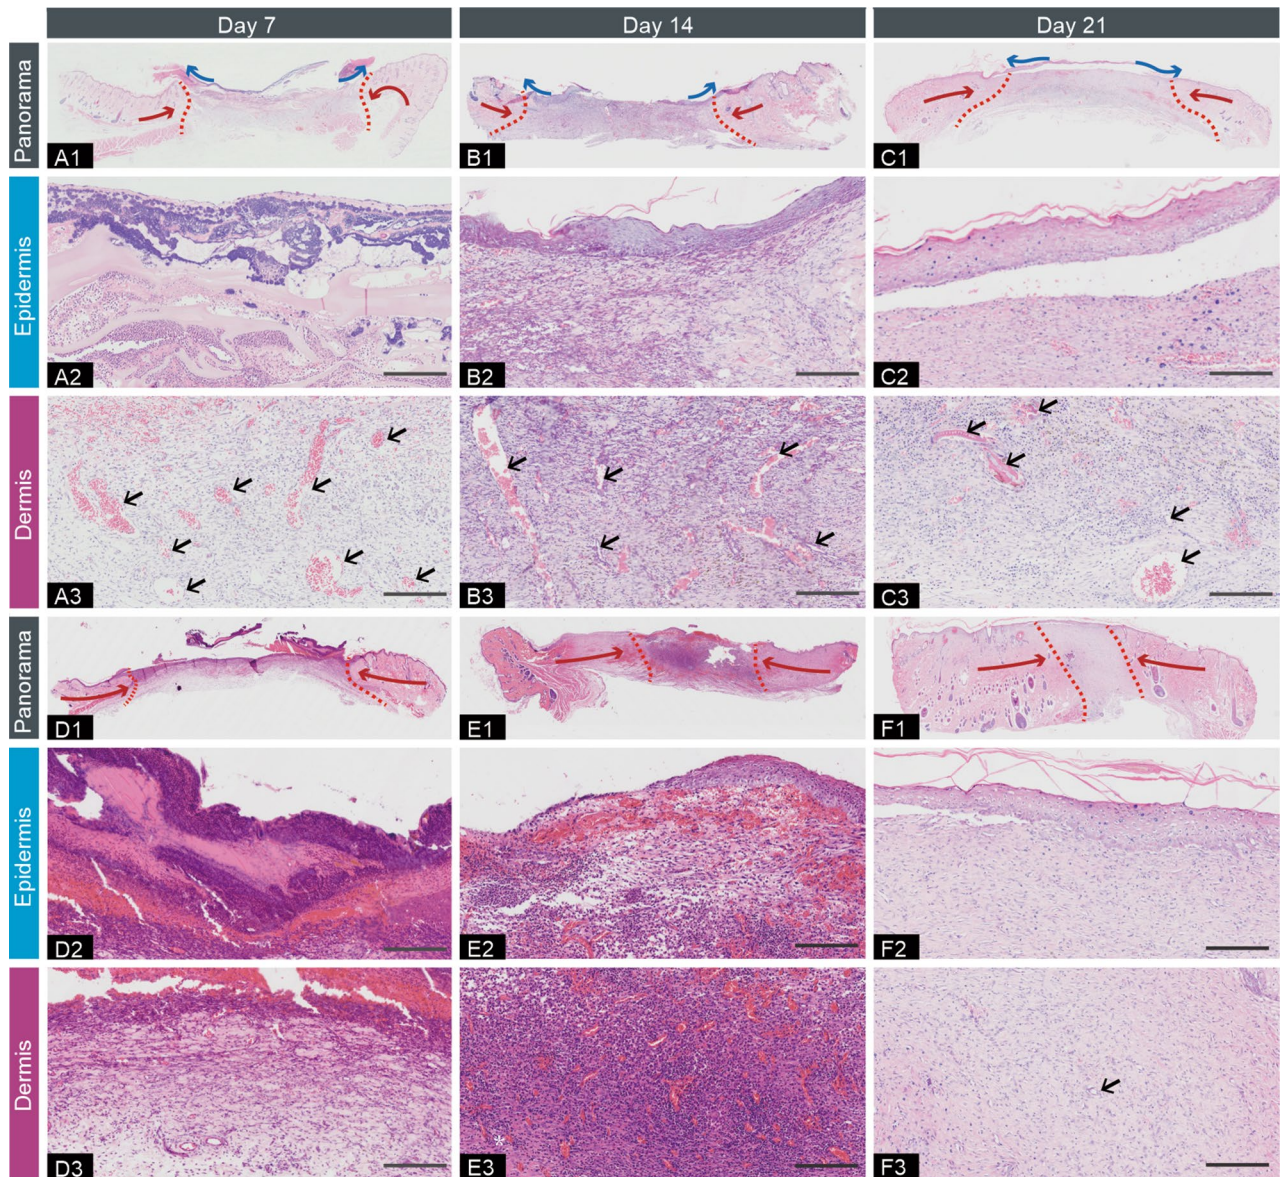 Day 7
Day 14
Day 21
Panorama
A1
B1
C1
Epidermis
A2
B2
C2
Dermis
A3
B3
C3
Panorama
D1
E1
F1
Epidermis
D2
E2
F2
Dermis
*
D3
E3
F3